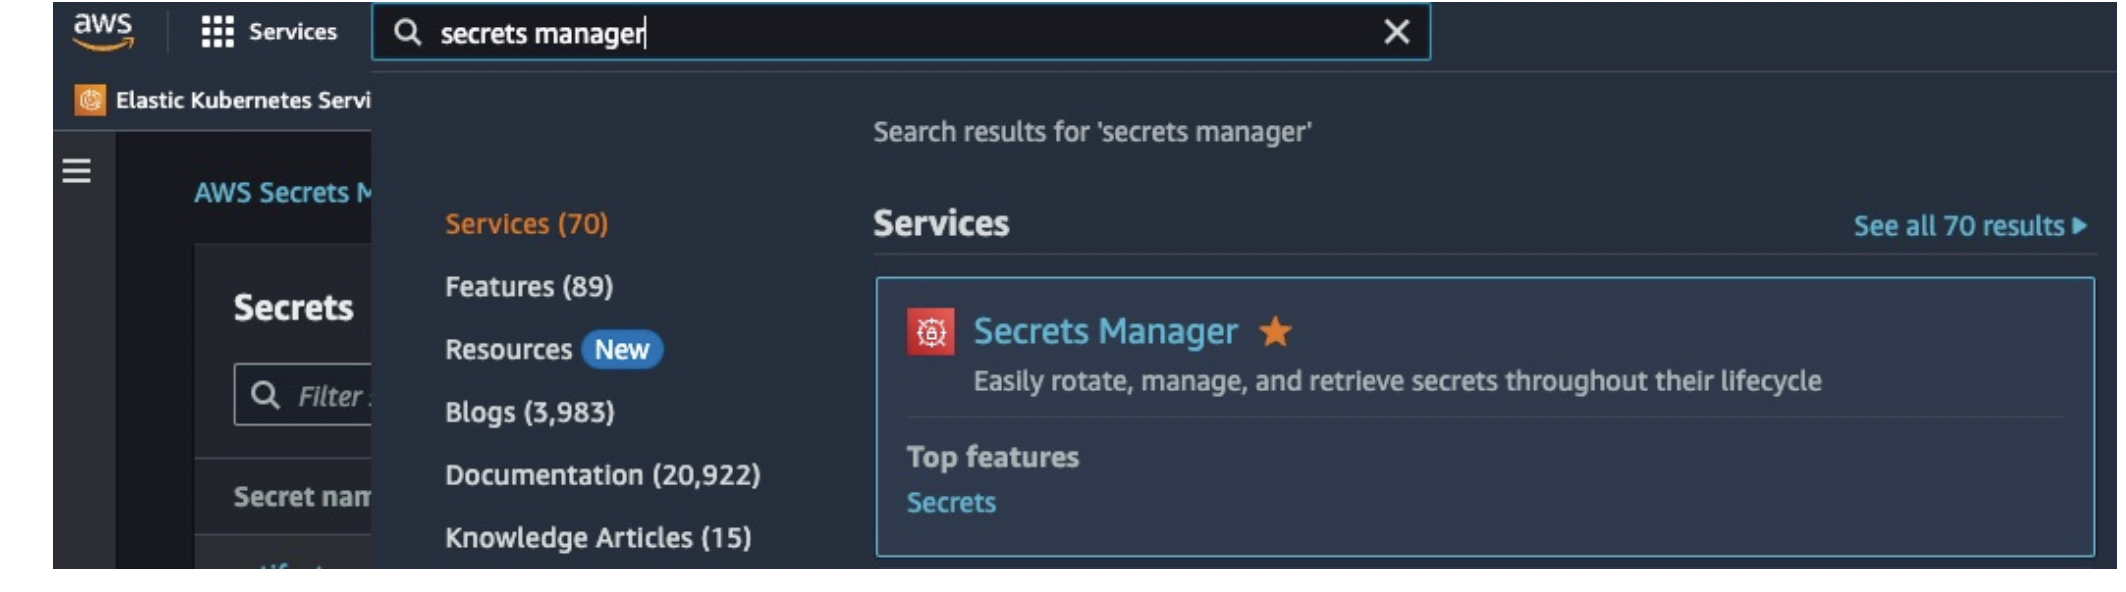 aws
Services
secrets manager
Elastic Kubernetes Servi
Search results for 'secrets manager'
AWS Secrets M
Services (70)
Features (89)
Resources New
Blogs (3,983)
Documentation (20,922)
Knowledge Articles (15)
Services
See all 70 results
Secrets Manager
Easily rotate, manage, and retrieve secrets throughout their lifecycle
Top features
Secrets
Secrets
Filter
Secret nam